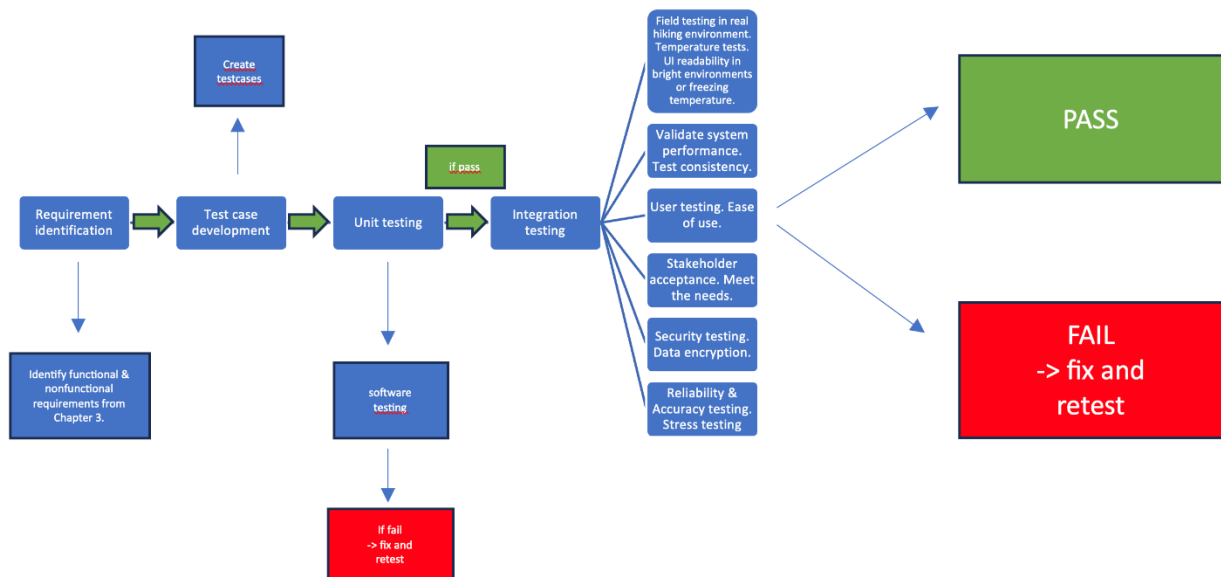 Create
testcases
if pass
Requirement
identification
Test case
development
Unit testing
Integration
testing
Identify functional &
nonfunctional
requirements from
Chapter 3.
software
testing
If fail
-> fix and
retest
Field testing in real
hiking environment.
Temperature tests.
UI readability in
bright environments
or freezing
temperature.
Validate system
performance.
Test consistency.
User testing. Ease
of use.
Stakeholder
acceptance. Meet
the needs.
Security testing.
Data encryption.
Reliability &
Accuracy testing.
Stress testing
PASS
FAIL
-> fix and
retest